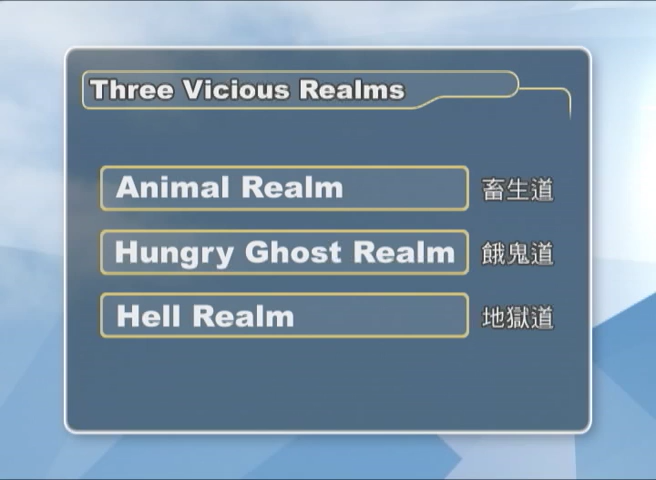 Three Vicious Realms
Animal Realm 畜生道
Hungry Ghost Realm 餓鬼道
Hell Realm 地獄道